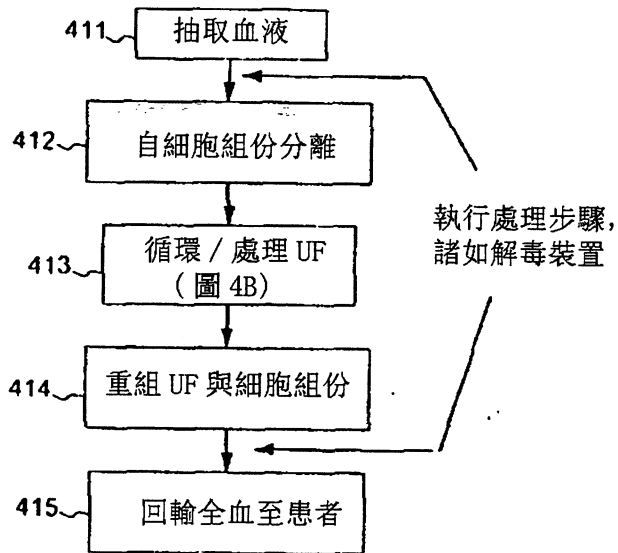 411 抽取血液
412 自細胞組份分離
413 循環 / 處理 UF
( 圖 4B)
414 重組 UF 與細胞組份
415 回輸全血至患者
執行處理步驟,
諸如解毒裝置